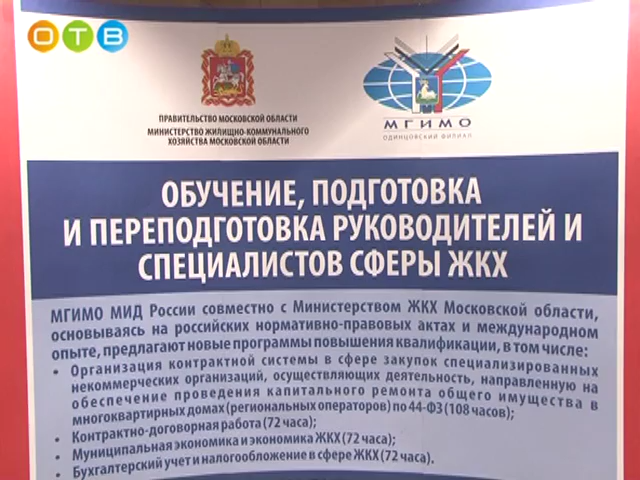 ОТВ
ПРАВИТЕЛЬСТВО МОСКОВСКОЙ ОБЛАСТИ
МИНИСТЕРСТВО ЖИЛИЩНО-КОММУНАЛЬНОГО
ХОЗЯЙСТВА МОСКОВСКОЙ ОБЛАСТИ
МГИМО
ОДИНЦОВСКИЙ ФИЛИАЛ
ОБУЧЕНИЕ, ПОДГОТОВКА
И ПЕРЕПОДГОТОВКА РУКОВОДИТЕЛЕЙ И
СПЕЦИАЛИСТОВ СФЕРЫ ЖКХ
МГИМО МИД России совместно с Министерством ЖКХ Московской области,
основываясь на российских нормативно-правовых актах и международном
опыте, предлагают новые программы повышения квалификации, в том числе:
• Организация контрактной системы в сфере закупок специализированных
некоммерческих организаций, осуществляющих деятельность, направленную на
обеспечение проведения капитального ремонта общего имущества в
многоквартирных домах (региональных операторов) по 44-ФЗ (108 часов);
• Контрактно-договорная работа (72 часа);
• Муниципальная экономика и экономика ЖКХ (72 часа);
• Бухгалтерский учет и налогообложение в сфере ЖКХ (72 часа).